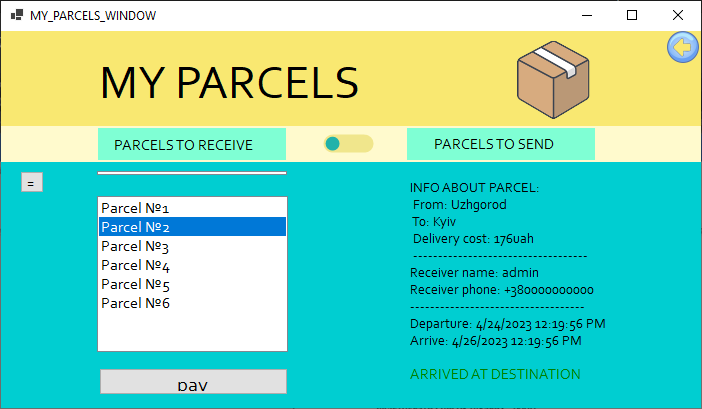 MY_PARCELS_WINDOW
MY PARCELS
PARCELS TO RECEIVE
PARCELS TO SEND
=
Parcel №1
Parcel №2
Parcel №3
Parcel №4
Parcel №5
Parcel №6
pay
INFO ABOUT PARCEL:
From: Uzhgorod
To: Kyiv
Delivery cost: 176uah
-----------------------------------
Receiver name: admin
Receiver phone: +380000000000
-----------------------------------
Departure: 4/24/2023 12:19:56 PM
Arrive: 4/26/2023 12:19:56 PM
ARRIVED AT DESTINATION